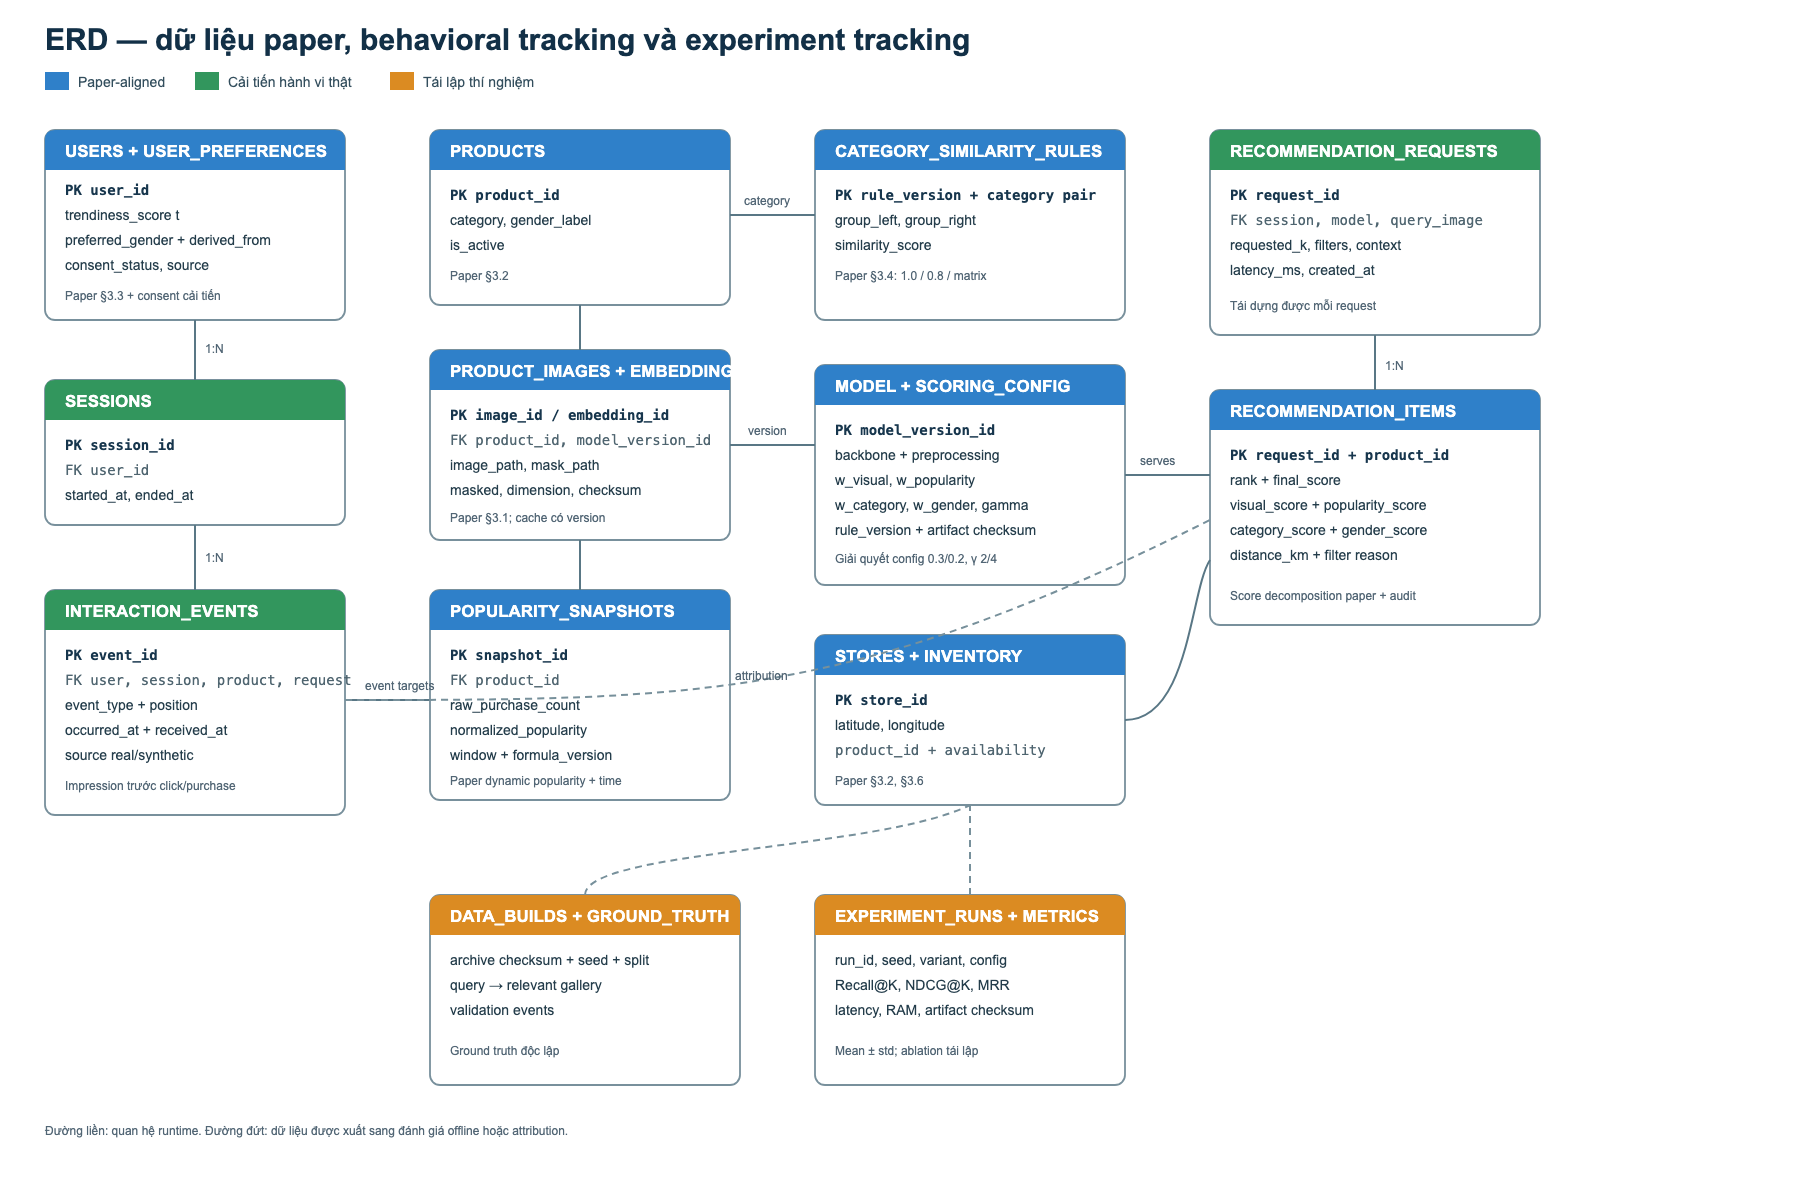 ERD — dữ liệu paper, behavioral tracking và experiment tracking
Paper-aligned
Cải tiến hành vi thật
Tái lập thí nghiệm
USERS + USER_PREFERENCES
PK user_id
trendiness_score t
preferred_gender + derived_from
consent_status, source
Paper §3.3 + consent cải tiến
1:N
SESSIONS
PK session_id
FK user_id
started_at, ended_at
1:N
INTERACTION_EVENTS
PK event_id
FK user, session, product, request
event_type + position
occurred_at + received_at
source real/synthetic
Impression trước click/purchase
event targets
PRODUCTS
PK product_id
category, gender_label
is_active
Paper §3.2
category
PRODUCT_IMAGES + EMBEDDING
PK image_id / embedding_id
FK product_id, model_version_id
image_path, mask_path
masked, dimension, checksum
Paper §3.1; cache có version
version
POPULARITY_SNAPSHOTS
PK snapshot_id
FK product_id
raw_purchase_count
normalized_popularity
window + formula_version
Paper dynamic popularity + time
attribution
CATEGORY_SIMILARITY_RULES
PK rule_version + category pair
group_left, group_right
similarity_score
Paper §3.4: 1.0 / 0.8 / matrix
MODEL + SCORING_CONFIG
PK model_version_id
backbone + preprocessing
w_visual, w_popularity
w_category, w_gender, gamma
rule_version + artifact checksum
Giải quyết config 0.3/0.2, γ 2/4
serves
STORES + INVENTORY
PK store_id
latitude, longitude
product_id + availability
Paper §3.2, §3.6
RECOMMENDATION_REQUESTS
PK request_id
FK session, model, query_image
requested_k, filters, context
latency_ms, created_at
Tái dựng được mỗi request
1:N
RECOMMENDATION_ITEMS
PK request_id + product_id
rank + final_score
visual_score + popularity_score
category_score + gender_score
distance_km + filter reason
Score decomposition paper + audit
DATA_BUILDS + GROUND_TRUTH
archive checksum + seed + split
query → relevant gallery
validation events
Ground truth độc lập
EXPERIMENT_RUNS + METRICS
run_id, seed, variant, config
Recall@K, NDCG@K, MRR
latency, RAM, artifact checksum
Mean ± std; ablation tái lập
Đường liền: quan hệ runtime. Đường đứt: dữ liệu được xuất sang đánh giá offline hoặc attribution.